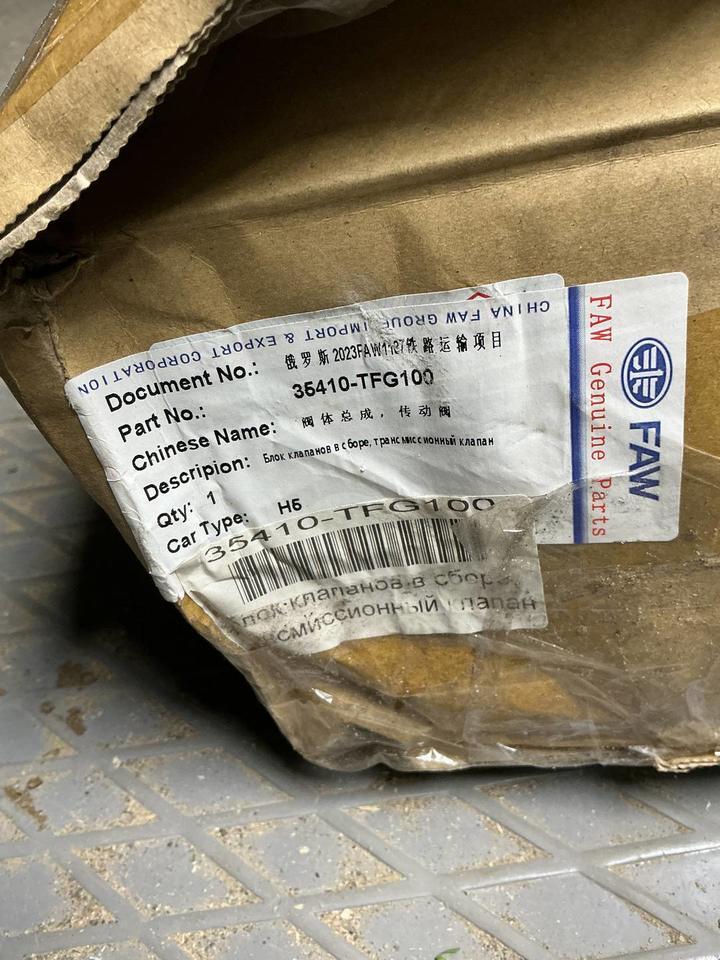 CHINA FAW GROUP IMPORT & EXPORT CORPORATION
Document No.: 俄罗斯2023FAW1127铁路运输项目
Part No.: 35410-TFG100
Chinese Name: 阀体总成，传动阀
Descripion: Блок клапанов в сборе, трансмиссионный клапан
Qty: 1
Car Type: H5
FAW Genuine Parts
FAW
35410-TFG100
клапанов в сборе
клапан